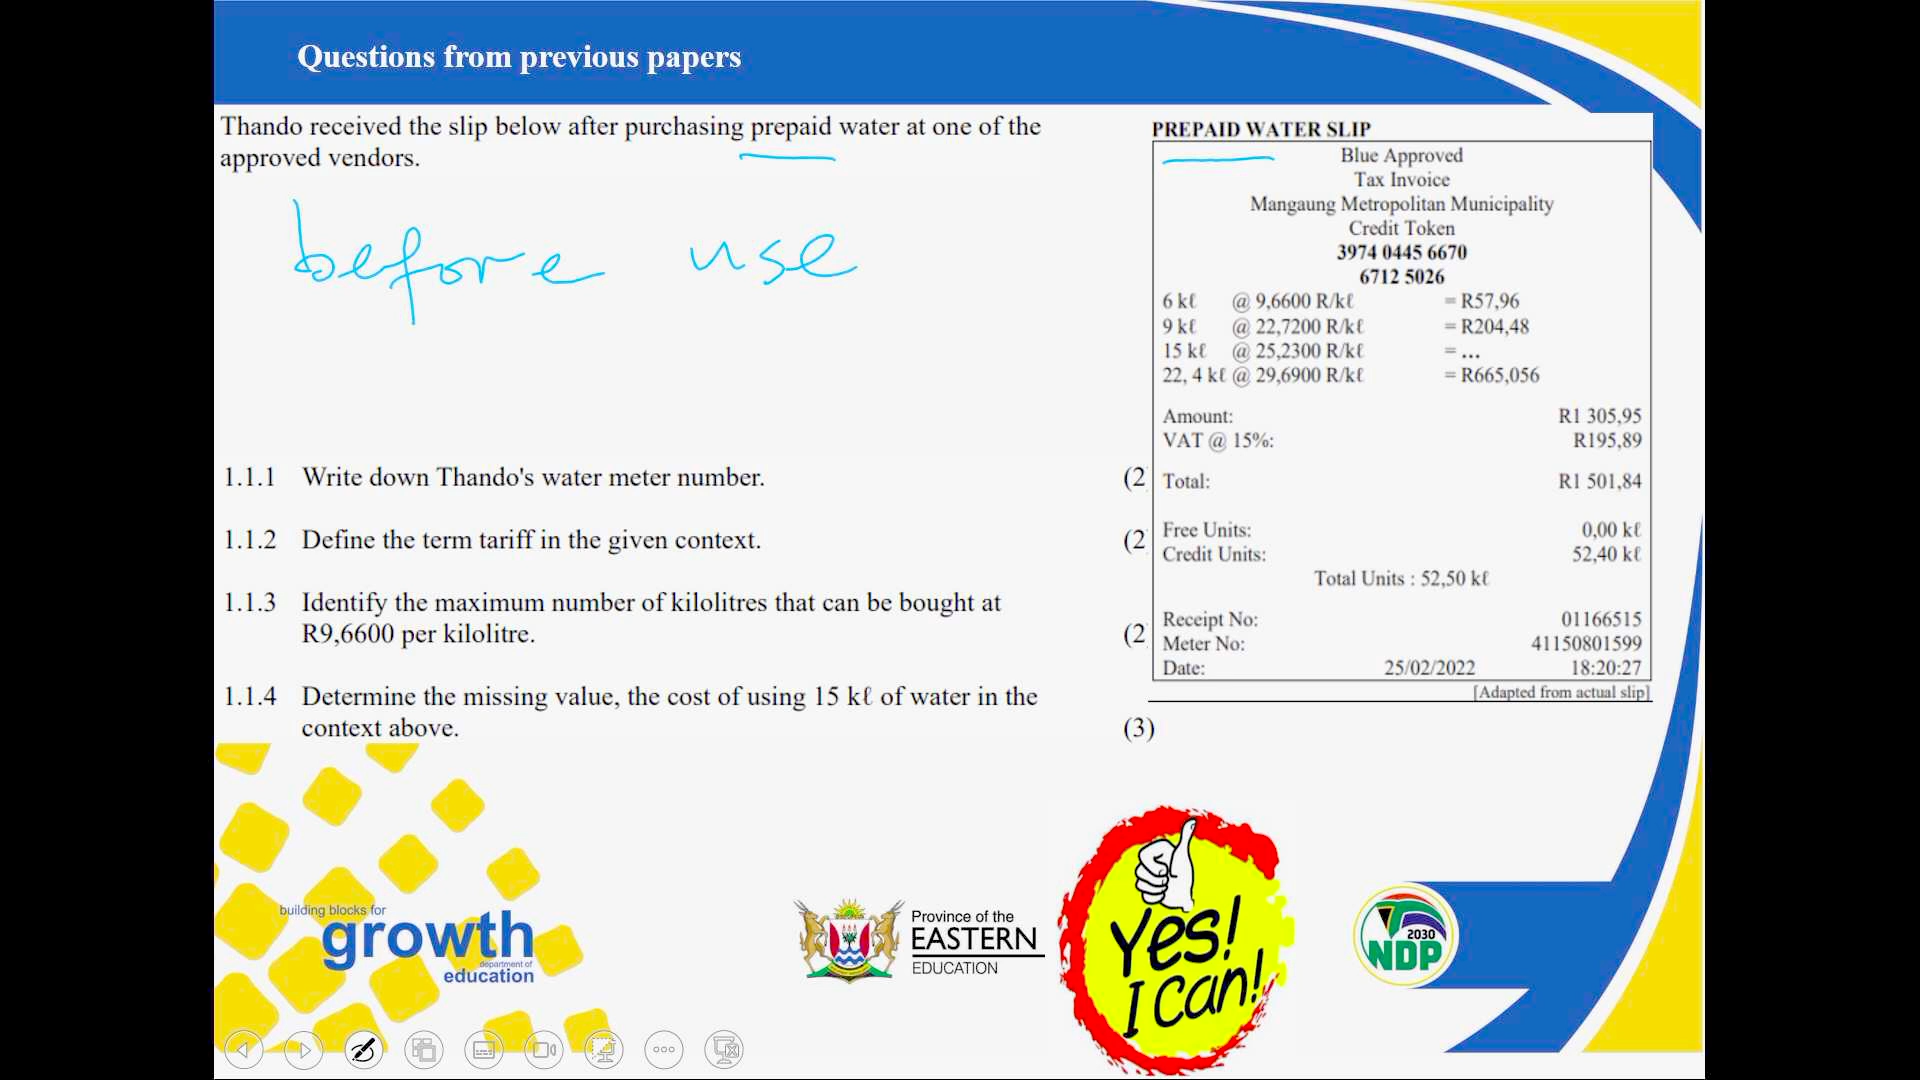 Questions from previous papers
Thando received the slip below after purchasing prepaid water at one of the
approved vendors.
before use
1.1.1 Write down Thando's water meter number. (2
1.1.2 Define the term tariff in the given context. (2
1.1.3 Identify the maximum number of kilolitres that can be bought at
R9,6600 per kilolitre. (2
1.1.4 Determine the missing value, the cost of using 15 kℓ of water in the
context above. (3)
PREPAID WATER SLIP
Blue Approved
Tax Invoice
Mangaung Metropolitan Municipality
Credit Token
3974 0445 6670
6712 5026
6 kℓ @ 9,6600 R/kℓ = R57,96
9 kℓ @ 22,7200 R/kℓ = R204,48
15 kℓ @ 25,2300 R/kℓ = ...
22, 4 kℓ @ 29,6900 R/kℓ = R665,056
Amount: R1 305,95
VAT @ 15%: R195,89
Total: R1 501,84
Free Units: 0,00 kℓ
Credit Units: 52,40 kℓ
Total Units : 52,50 kℓ
Receipt No: 01166515
Meter No: 41150801599
Date: 25/02/2022 18:20:27
[Adapted from actual slip]
building blocks for
growth
department of
education
Province of the
EASTERN
EDUCATION
Yes!
I can!
2030
NDP